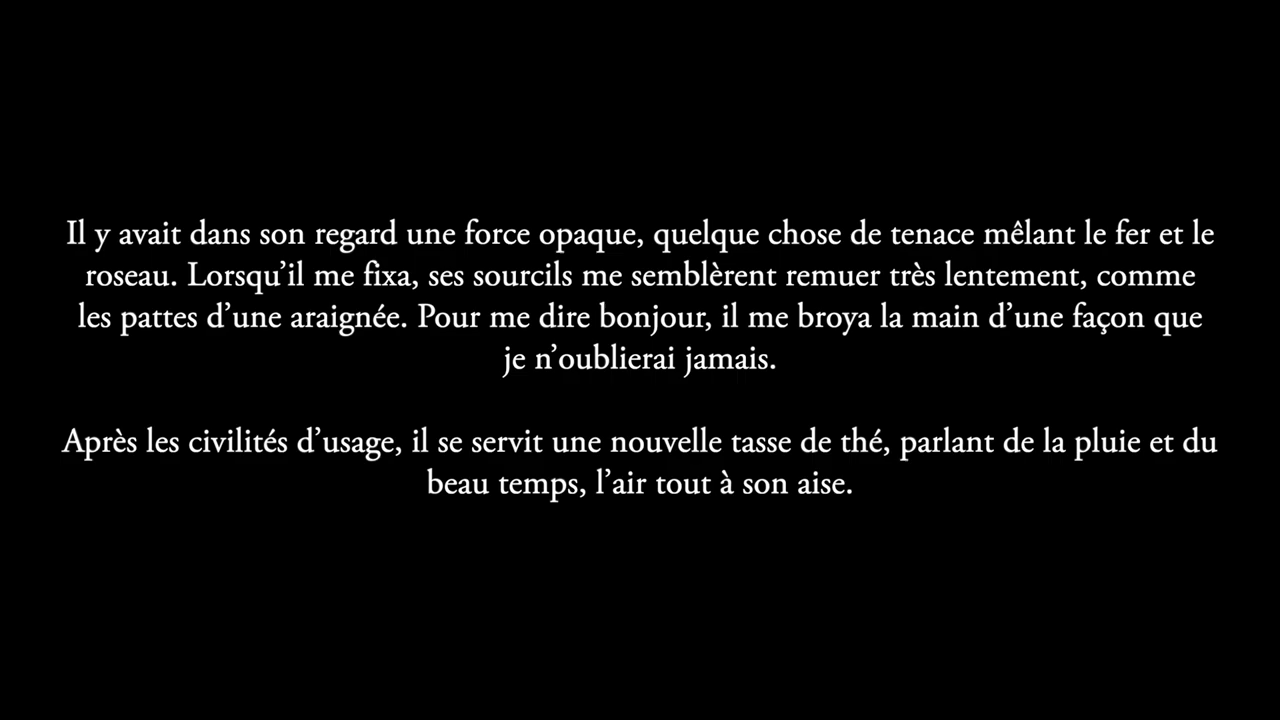 Il y avait dans son regard une force opaque, quelque chose de tenace mêlant le fer et le
roseau. Lorsqu’il me fixa, ses sourcils me semblèrent remuer très lentement, comme
les pattes d’une araignée. Pour me dire bonjour, il me broya la main d’une façon que
je n’oublierai jamais.
Après les civilités d’usage, il se servit une nouvelle tasse de thé, parlant de la pluie et du
beau temps, l’air tout à son aise.